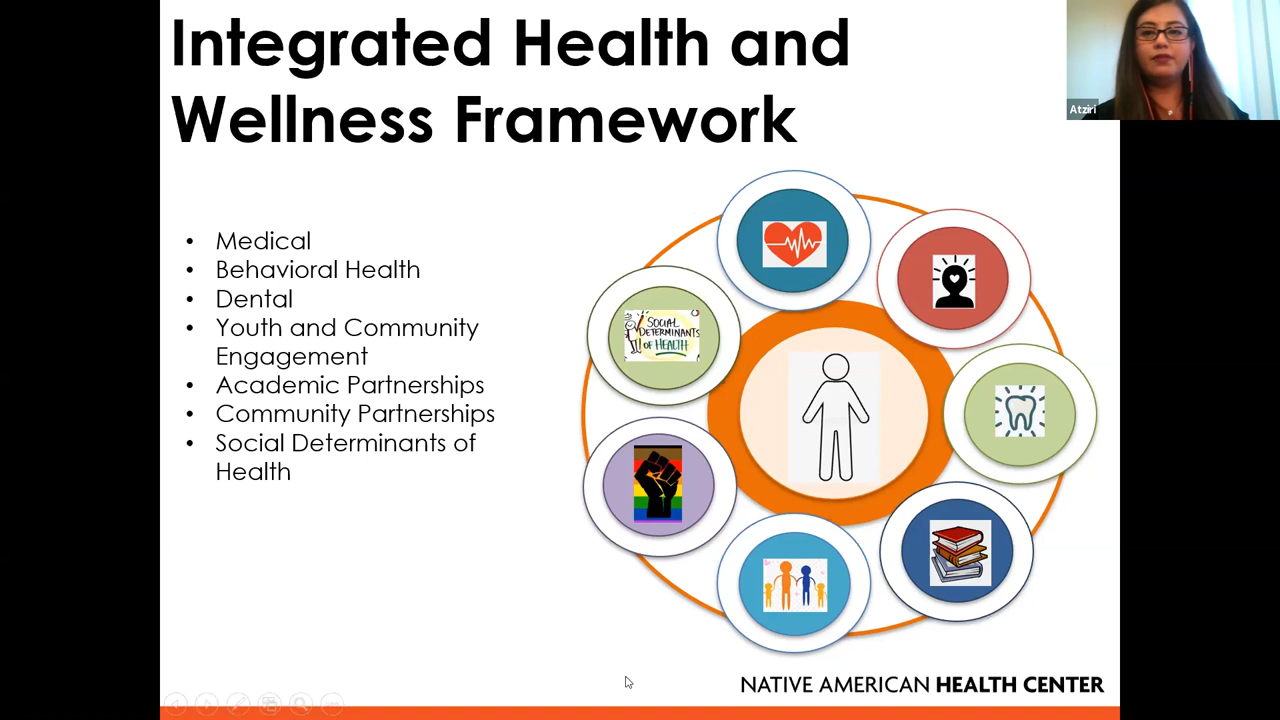 Integrated Health and
Wellness Framework
Atziri
• Medical
• Behavioral Health
• Dental
• Youth and Community
Engagement
• Academic Partnerships
• Community Partnerships
• Social Determinants of
Health
SOCIAL
DETERMINANTS
OF HEALTH
NATIVE AMERICAN HEALTH CENTER